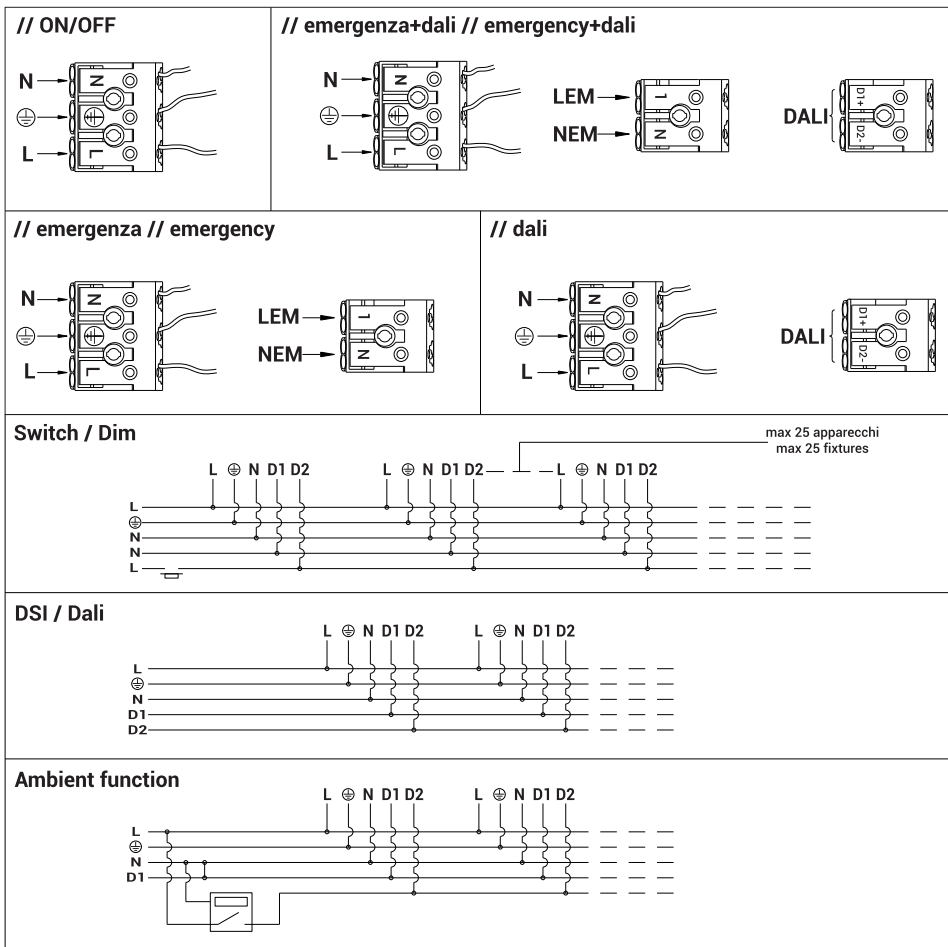 // ON/OFF
N
N
L
L
// emergenza+dali // emergency+dali
N
N
L
L
LEM
1
NEM
N
DALI
D1+
D2-
// emergenza // emergency
N
N
L
L
LEM
1
NEM
N
// dali
N
N
L
L
DALI
D1+
D2-
Switch / Dim
max 25 apparecchi
max 25 fixtures
L N D1 D2 L N D1 D2 L N D1 D2
L
N
N
L
DSI / Dali
L N D1 D2 L N D1 D2
L
N
D1
D2
Ambient function
L N D1 D2 L N D1 D2
L
N
D1